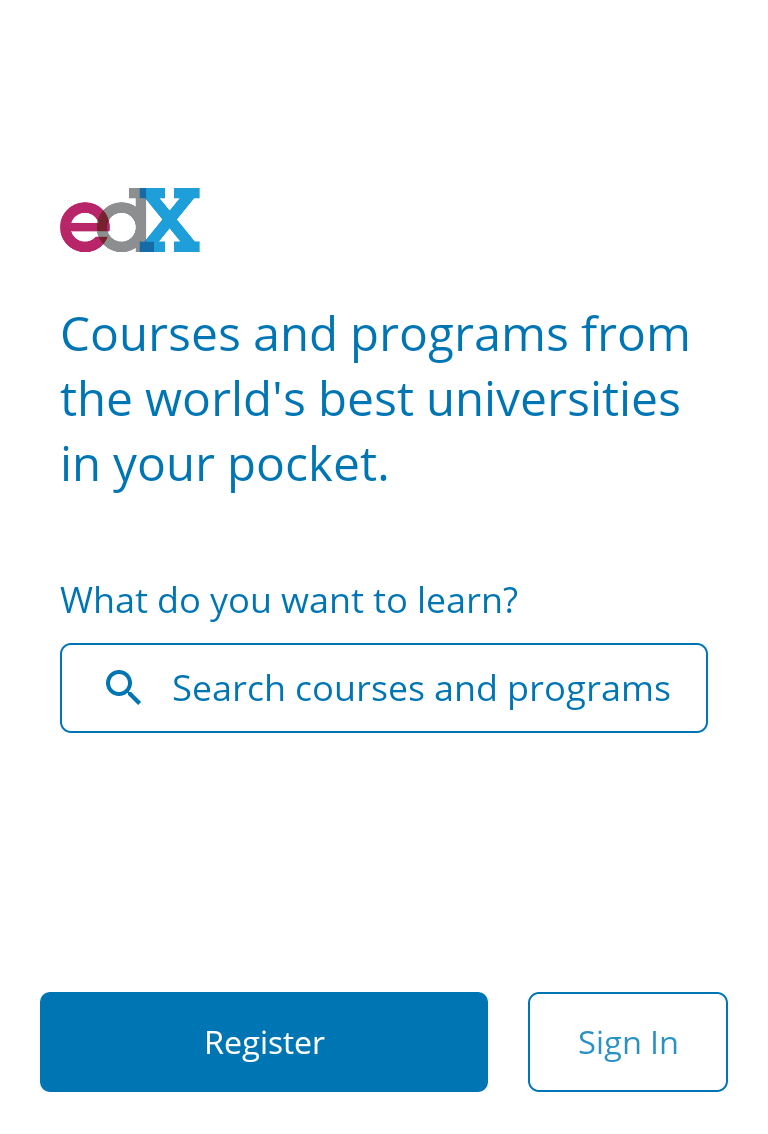 edX
Courses and programs from
the world's best universities
in your pocket.
What do you want to learn?
Search courses and programs
Register
Sign In